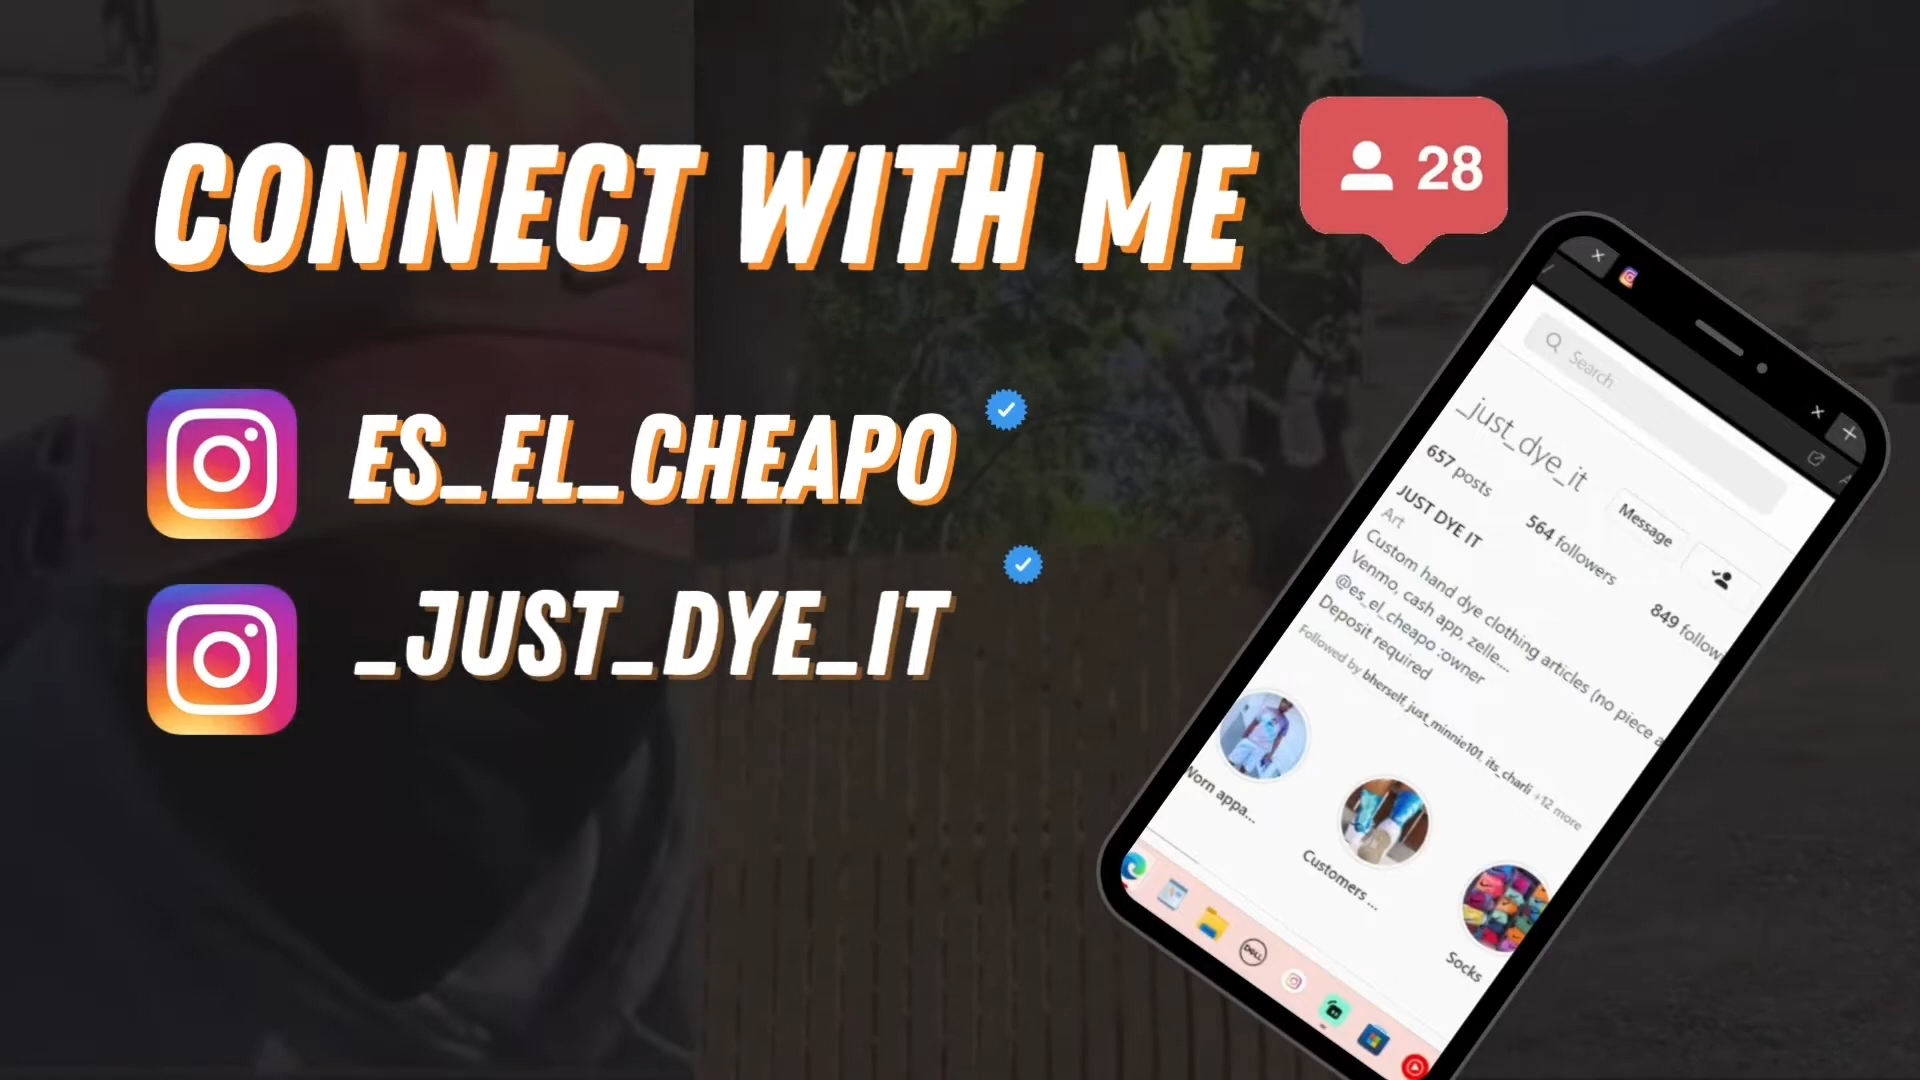 CONNECT WITH ME
28
ES_EL_CHEAPO
_JUST_DYE_IT
Search
_just_dye_it
Message
657 posts
564 followers
849 followi
JUST DYE IT
Art
Custom hand dye clothing articles (no piece a
Venmo, cash app, zelle....
@es_el_cheapo :owner
Deposit required
Followed by bherself, just_minnie101, its_charli +12 more
Worn appa...
Customers ...
Socks
DELL